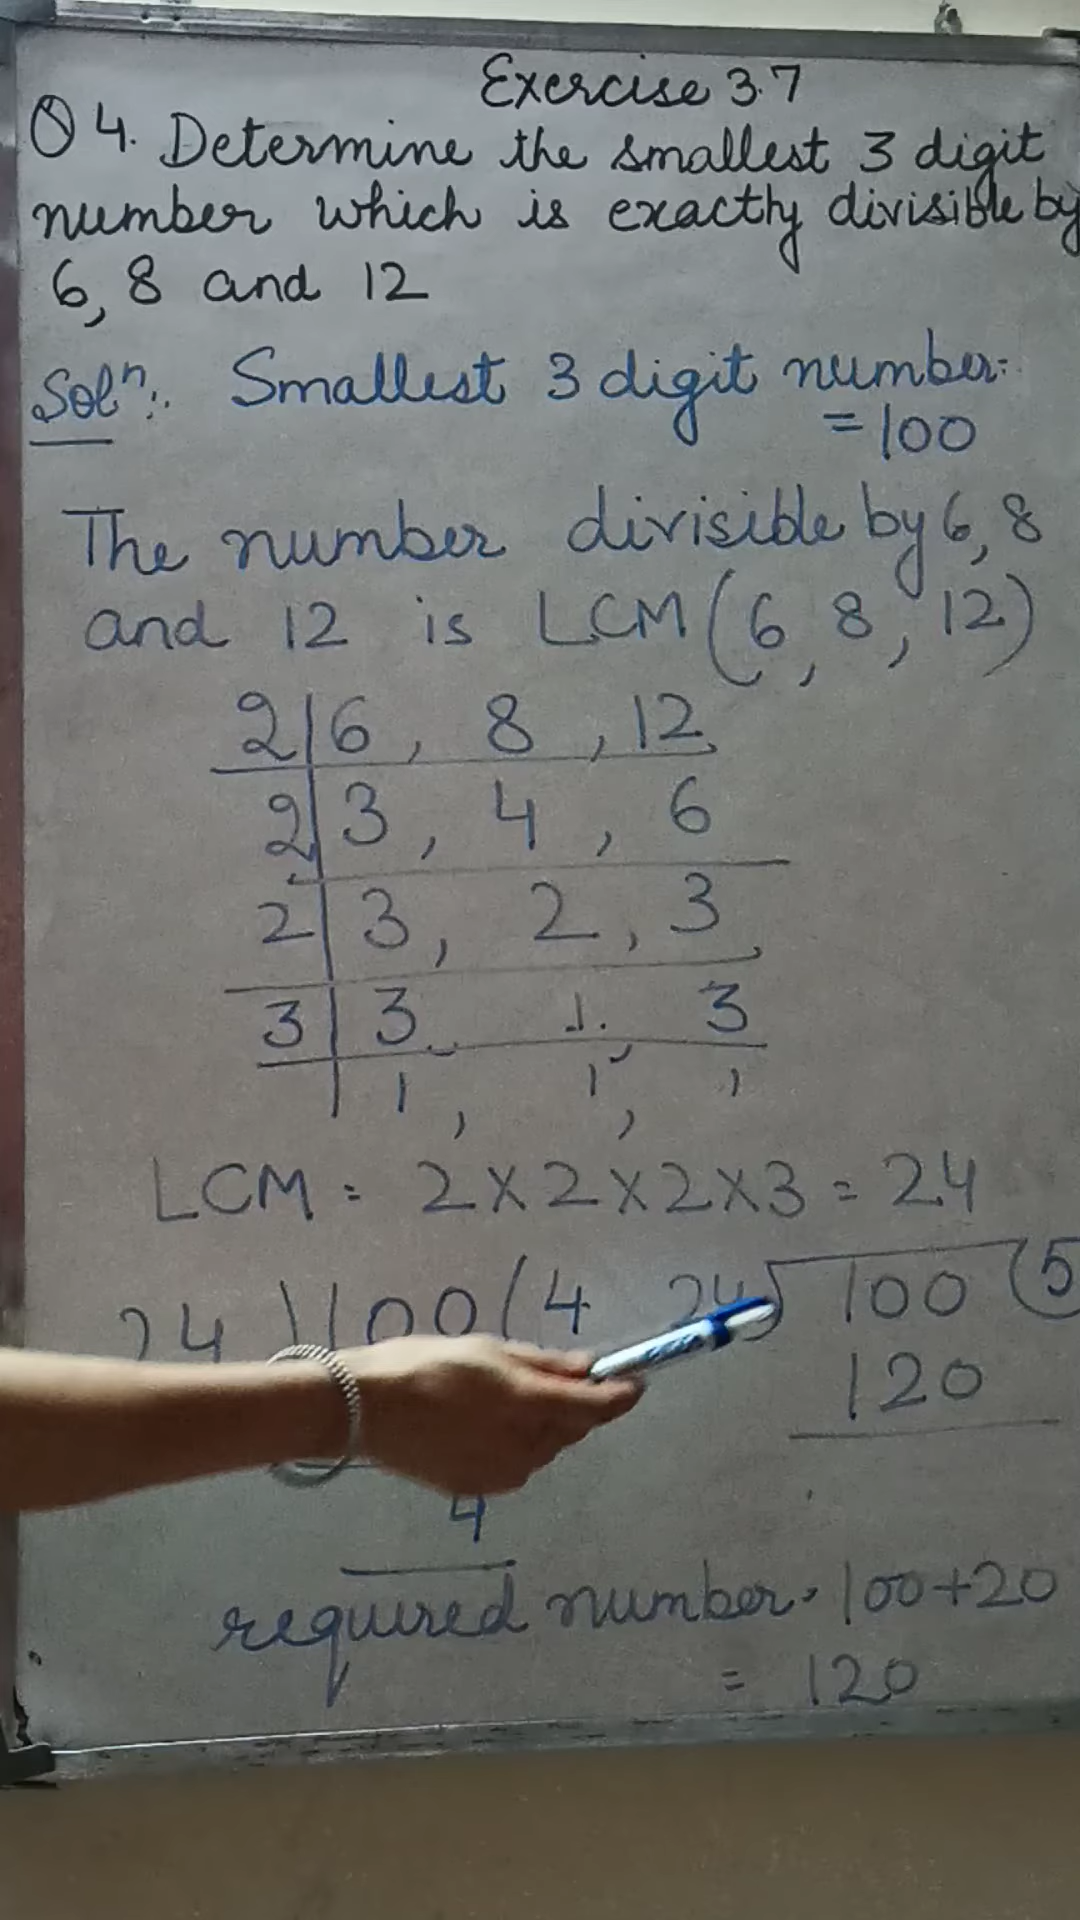 Exercise 3.7
Q 4. Determine the smallest 3 digit
number which is exactly divisible by
6, 8 and 12
Solⁿ:. Smallest 3 digit number:
= 100
The number divisible by 6, 8
and 12 is LCM (6, 8, 12)
2 | 6, 8, 12
2 | 3, 4, 6
2 | 3, 2, 3
3 | 3, 1, 3
| 1, 1, 1
LCM = 2 × 2 × 2 × 3 = 24
24 ) 100 ( 4 24 ) 100 ( 5
120
4
required number. 100+20
= 120